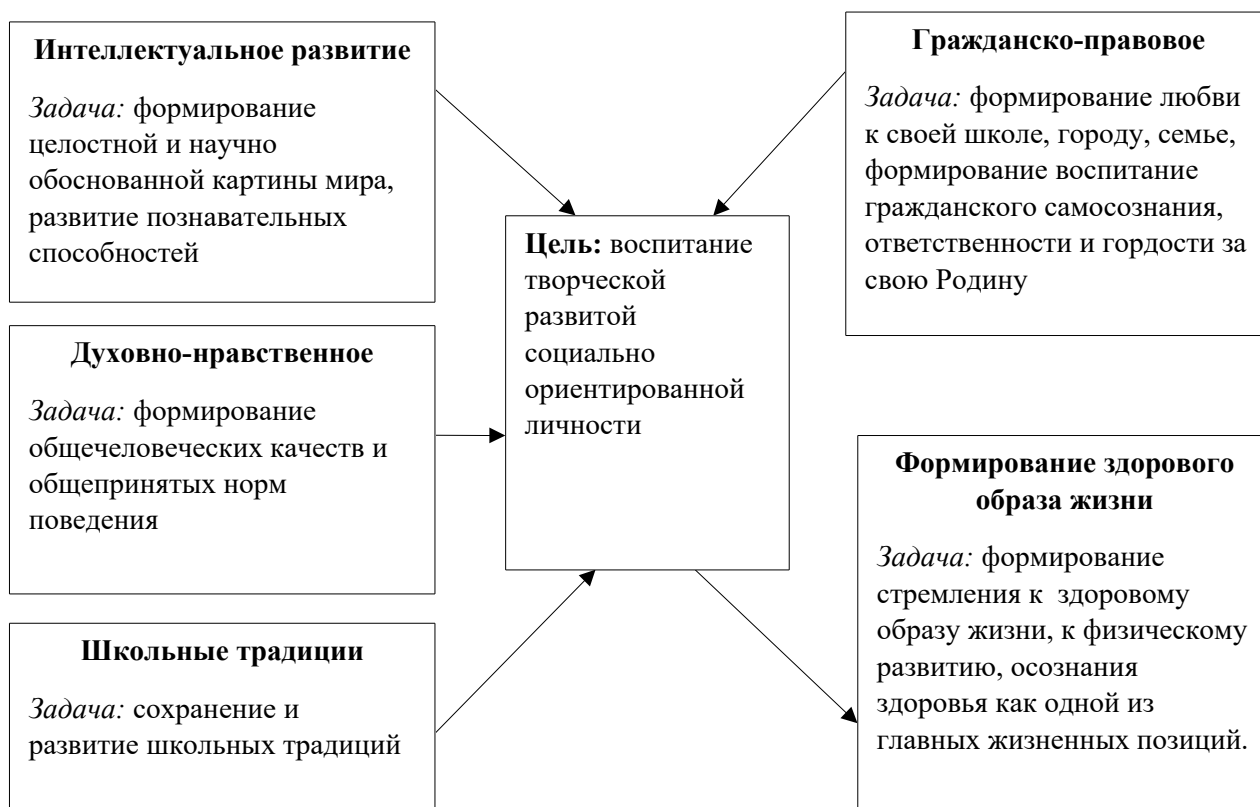 Интеллектуальное развитие
Задача: формирование
целостной и научно
обоснованной картины мира,
развитие познавательных
способностей
Духовно-нравственное
Задача: формирование
общечеловеческих качеств и
общепринятых норм
поведения
Школьные традиции
Задача: сохранение и
развитие школьных традиций
Цель: воспитание
творческой
развитой
социально
ориентированной
личности
Гражданско-правовое
Задача: формирование любви
к своей школе, городу, семье,
формирование воспитание
гражданского самосознания,
ответственности и гордости за
свою Родину
Формирование здорового
образа жизни
Задача: формирование
стремления к  здоровому
образу жизни, к физическому
развитию, осознания
здоровья как одной из
главных жизненных позиций.